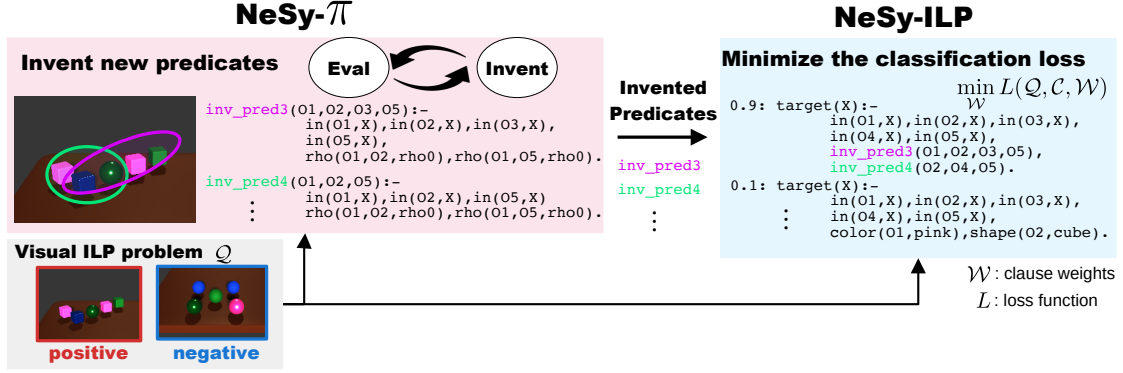 NeSy-π
NeSy-ILP
Invent new predicates
Eval
Invent
inv_pred3(O1,O2,O3,O5):-
in(O1,X),in(O2,X),in(O3,X),
in(O5,X),
rho(O1,O2,rho0),rho(O1,O5,rho0).
inv_pred4(O1,O2,O5):-
in(O1,X),in(O2,X),in(O5,X)
rho(O1,O2,rho0),rho(O1,O5,rho0).
⋮
Invented
Predicates
inv_pred3
inv_pred4
⋮
Minimize the classification loss
min L(𝒬, 𝒞, 𝒲)
𝒲
0.9: target(X):-
in(O1,X),in(O2,X),in(O3,X),
in(O4,X),in(O5,X),
inv_pred3(O1,O2,O3,O5),
inv_pred4(O2,O4,O5).
0.1: target(X):-
in(O1,X),in(O2,X),in(O3,X),
⋮ in(O4,X),in(O5,X),
color(O1,pink),shape(O2,cube).
Visual ILP problem 𝒬
positive
negative
𝒲 : clause weights
L : loss function